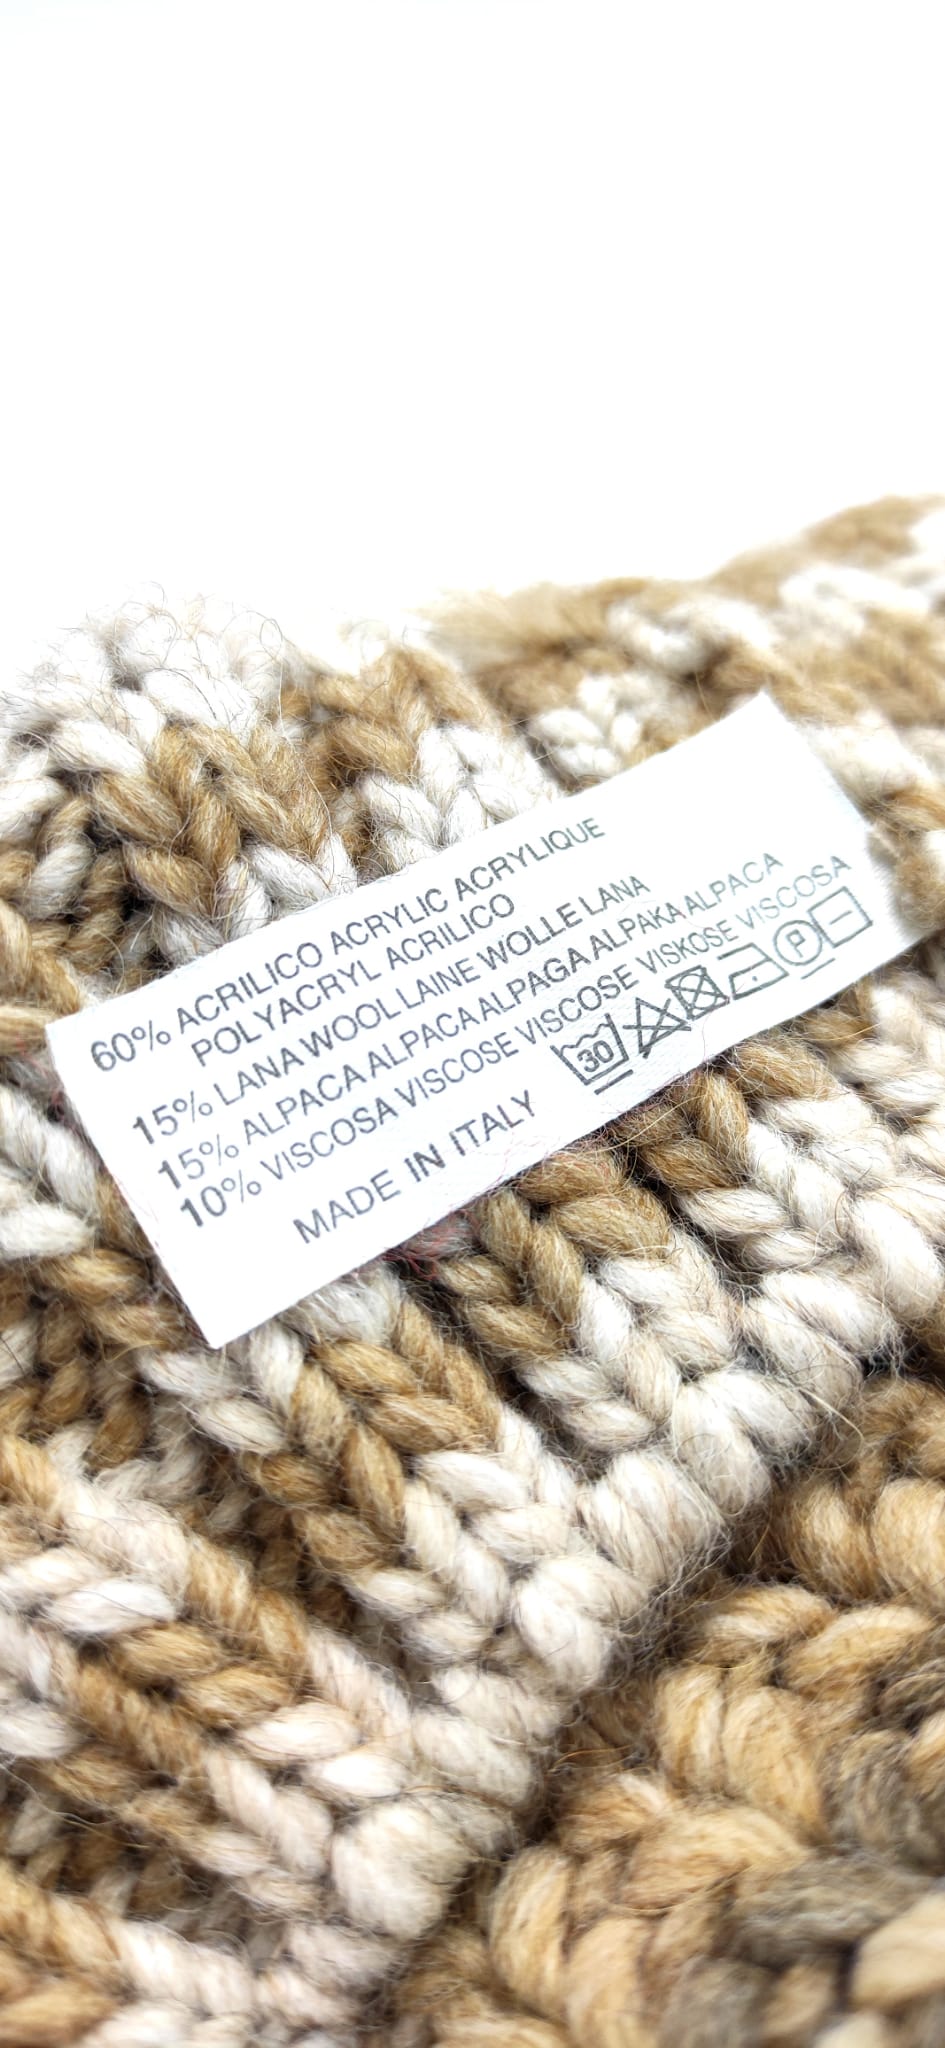 60% ACRILICO ACRYLIC ACRYLIQUE
POLYACRYL ACRILICO
15% LANA WOOL LAINE WOLLE LANA
15% ALPACA ALPACA ALPAGA ALPAKA ALPACA
10% VISCOSA VISCOSE VISCOSE VISKOSE VISCOSA
30 P
MADE IN ITALY